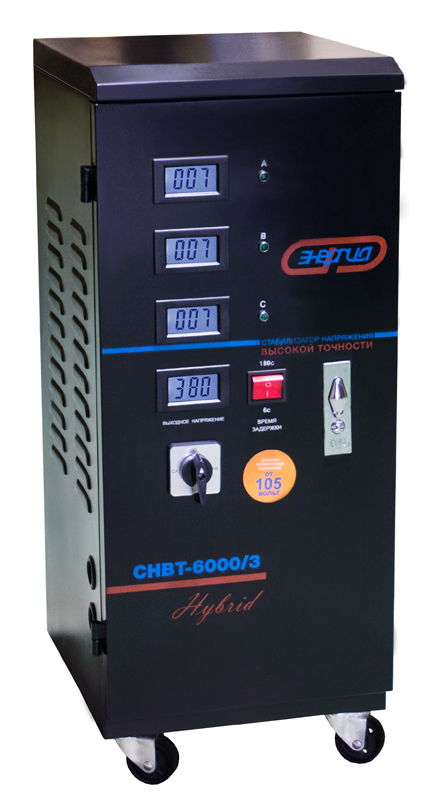 A
007
B
007
Энергия
C
007
СТАБИЛИЗАТОР НАПРЯЖЕНИЯ
ВЫСОКОЙ ТОЧНОСТИ
180с
380
I
ВЫХОДНОЕ НАПРЯЖЕНИЕ
6с
ВРЕМЯ
ЗАДЕРЖКИ
ОТ
105
ВОЛЬТ
СНВТ-6000/3
Hybrid